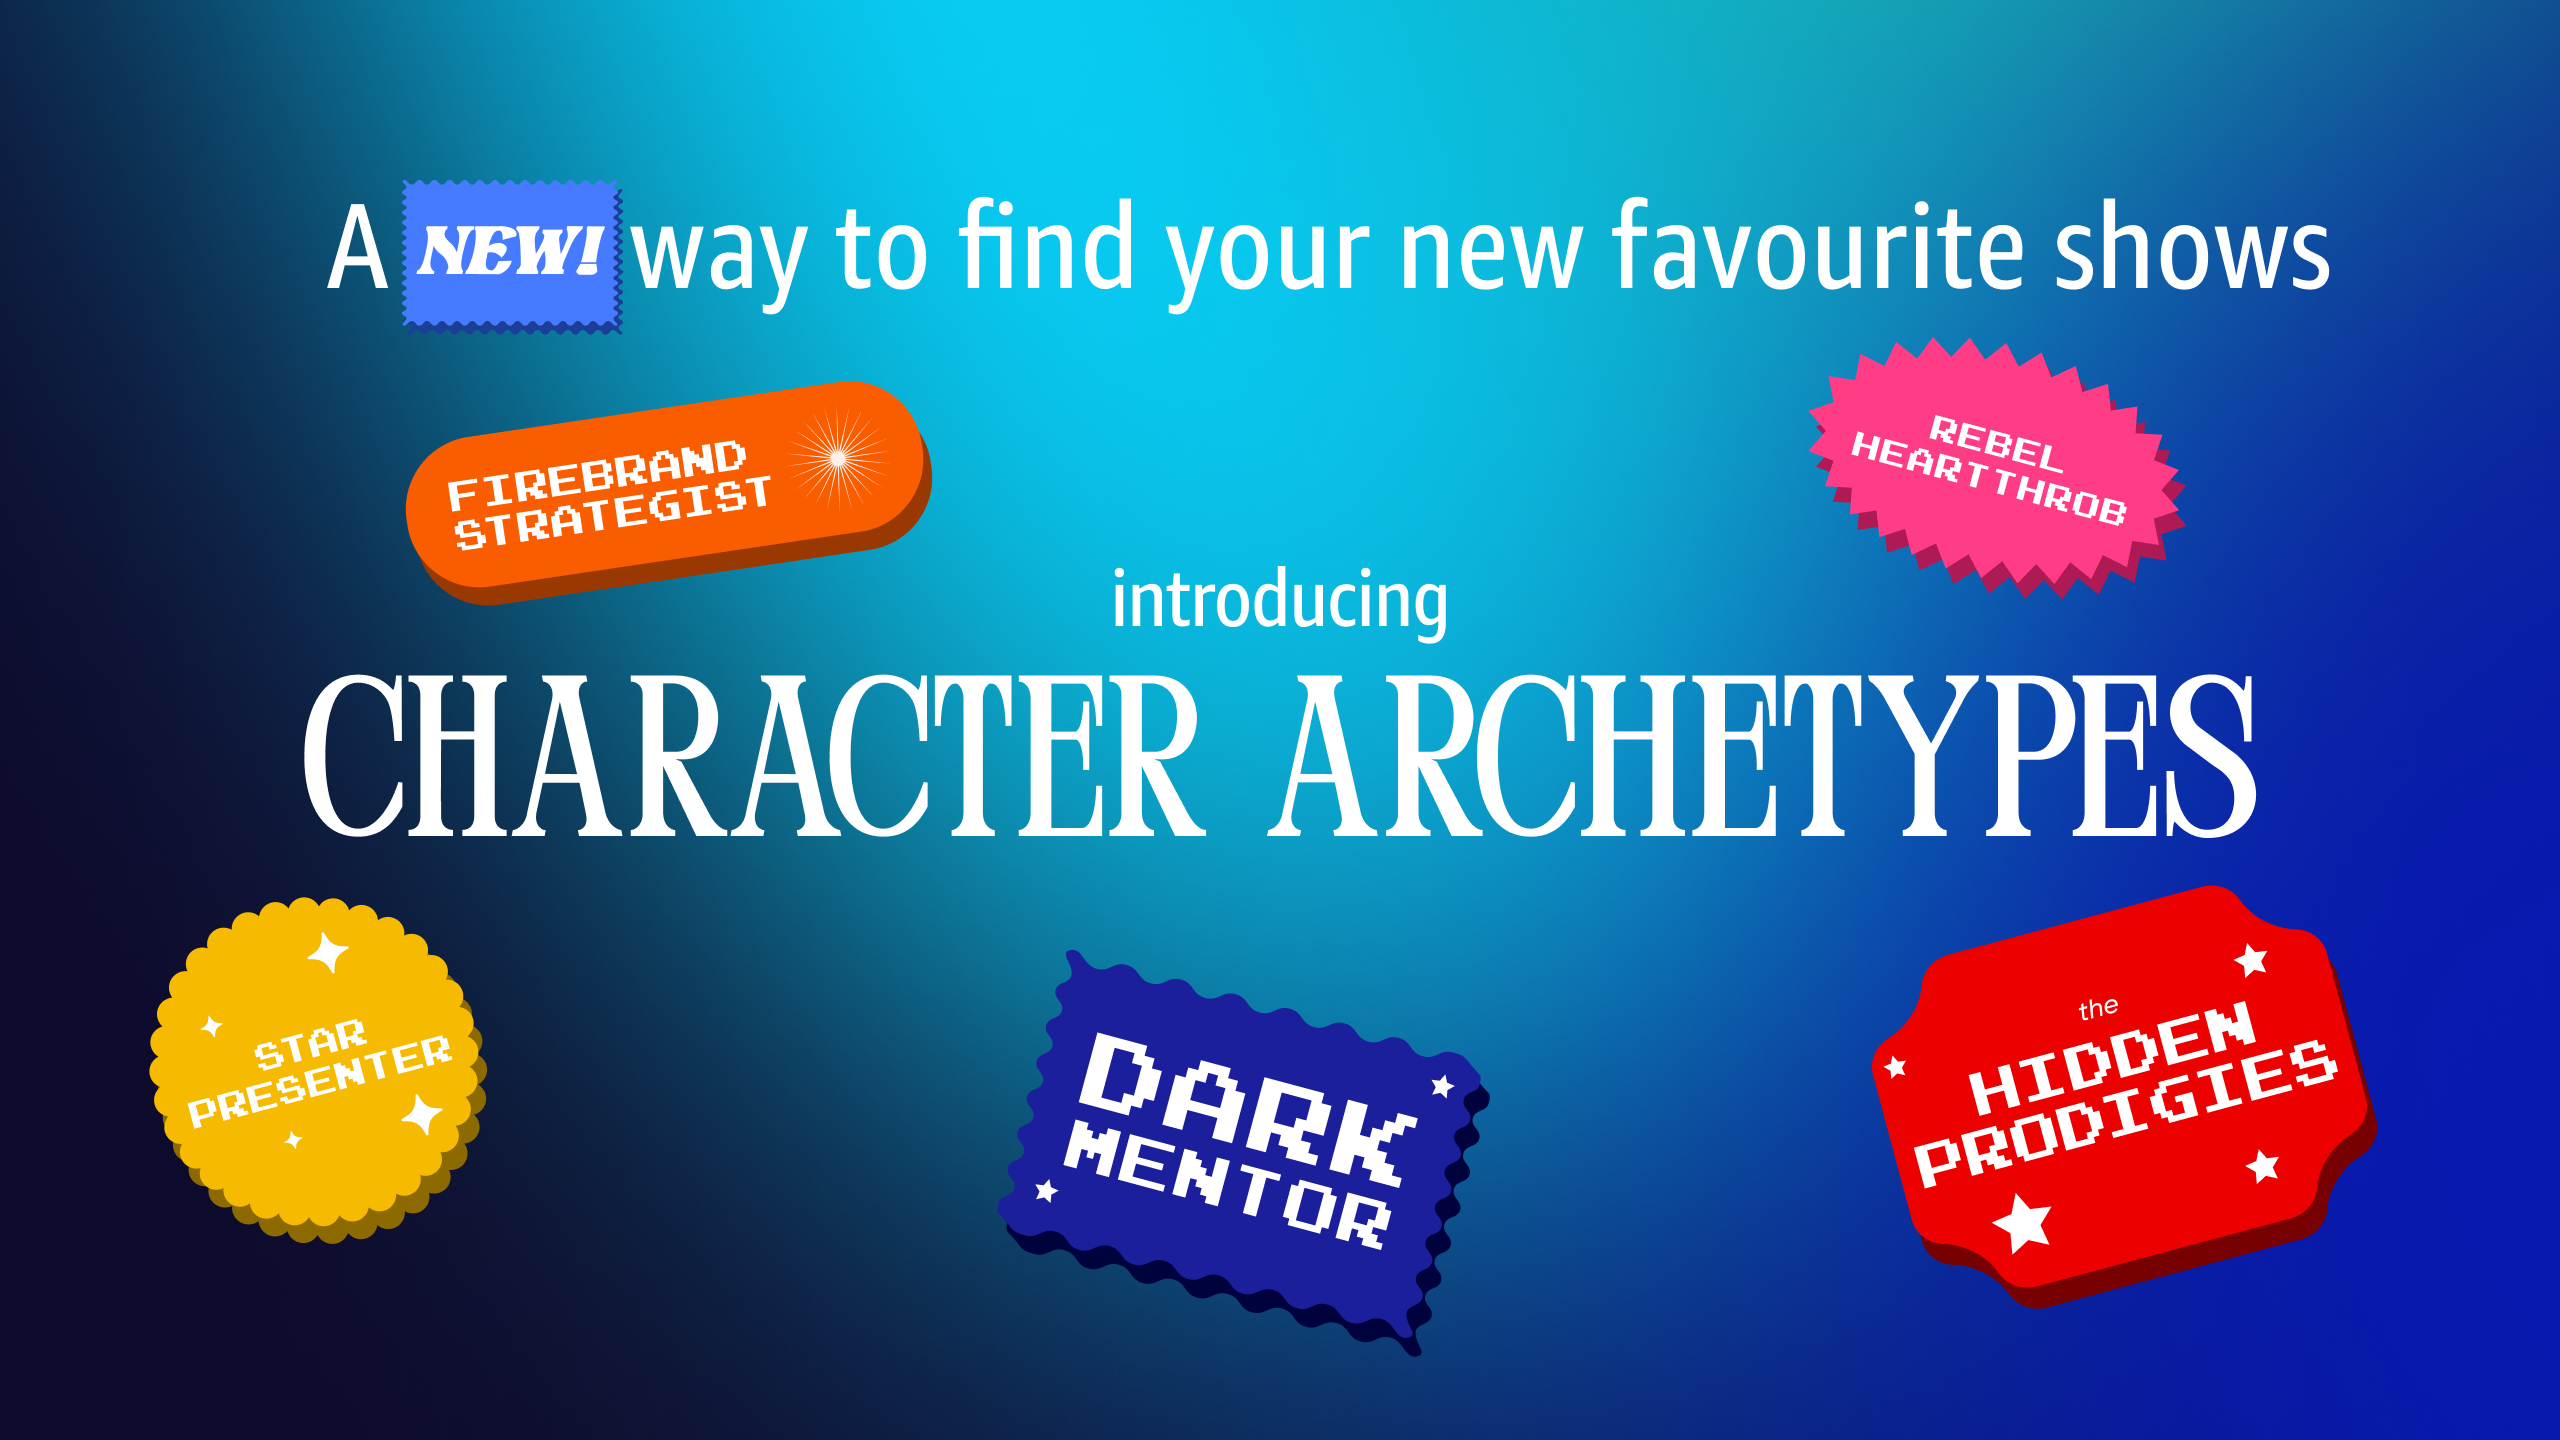 A NEW! way to find your new favourite shows
FIREBRAND
STRATEGIST
REBEL
HEARTTHROB
introducing
CHARACTER ARCHETYPES
STAR
PRESENTER
DARK
MENTOR
the
HIDDEN
PRODIGIES